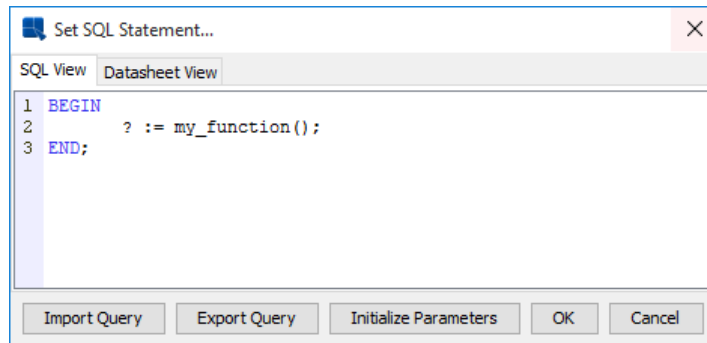 Set SQL Statement...
SQL View Datasheet View
1 BEGIN
2 ? := my_function();
3 END;
Import Query Export Query Initialize Parameters OK Cancel